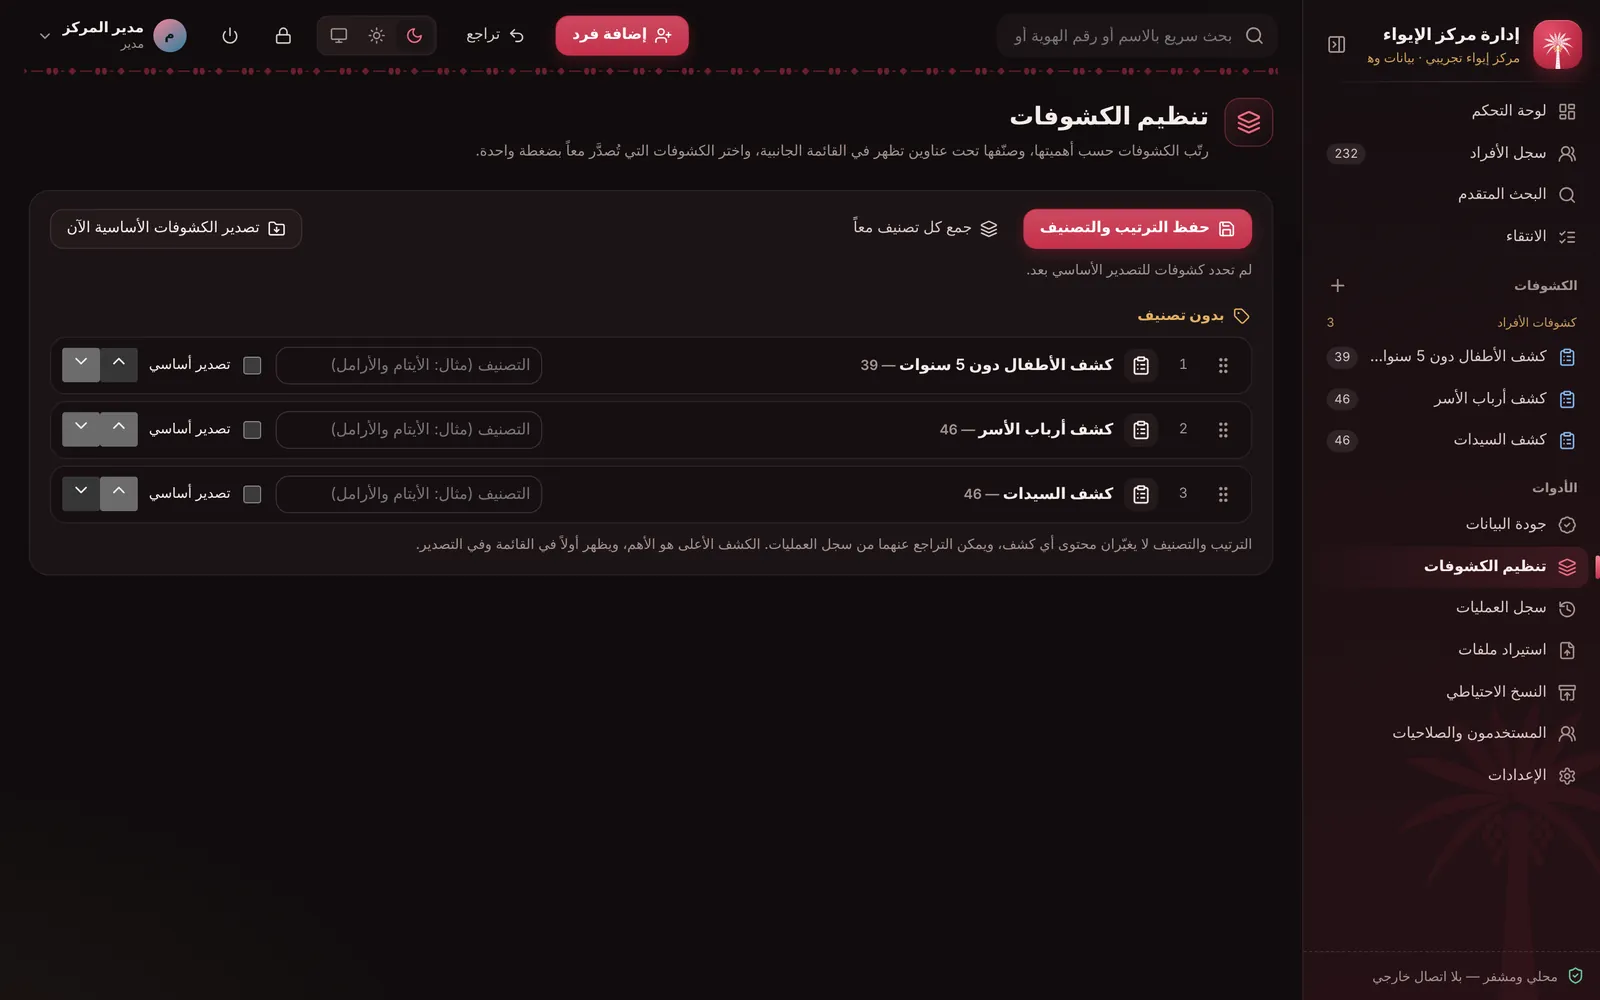 إدارة مركز الإيواء
مركز إيواء تجريبي · بيانات وه
لوحة التحكم
سجل الأفراد 232
البحث المتقدم
الانتقاء
الكشوفات
كشوفات الأفراد 3
كشف الأطفال دون 5 سنوا... 39
كشف أرباب الأسر 46
كشف السيدات 46
الأدوات
جودة البيانات
تنظيم الكشوفات
سجل العمليات
استيراد ملفات
النسخ الاحتياطي
المستخدمون والصلاحيات
الإعدادات
محلي ومشفر — بلا اتصال خارجي
بحث سريع بالاسم أو رقم الهوية أو
إضافة فرد
تراجع
م
مدير المركز
مدير
تنظيم الكشوفات
رتّب الكشوفات حسب أهميتها، وصنّفها تحت عناوين تظهر في القائمة الجانبية، واختر الكشوفات التي تُصدَّر معاً بضغطة واحدة.
حفظ الترتيب والتصنيف
جمع كل تصنيف معاً
تصدير الكشوفات الأساسية الآن
لم تحدد كشوفات للتصدير الأساسي بعد.
بدون تصنيف
1 كشف الأطفال دون 5 سنوات — 39 التصنيف (مثال: الأيتام والأرامل) تصدير أساسي
2 كشف أرباب الأسر — 46 التصنيف (مثال: الأيتام والأرامل) تصدير أساسي
3 كشف السيدات — 46 التصنيف (مثال: الأيتام والأرامل) تصدير أساسي
الترتيب والتصنيف لا يغيّران محتوى أي كشف، ويمكن التراجع عنهما من سجل العمليات. الكشف الأعلى هو الأهم، ويظهر أولاً في القائمة وفي التصدير.